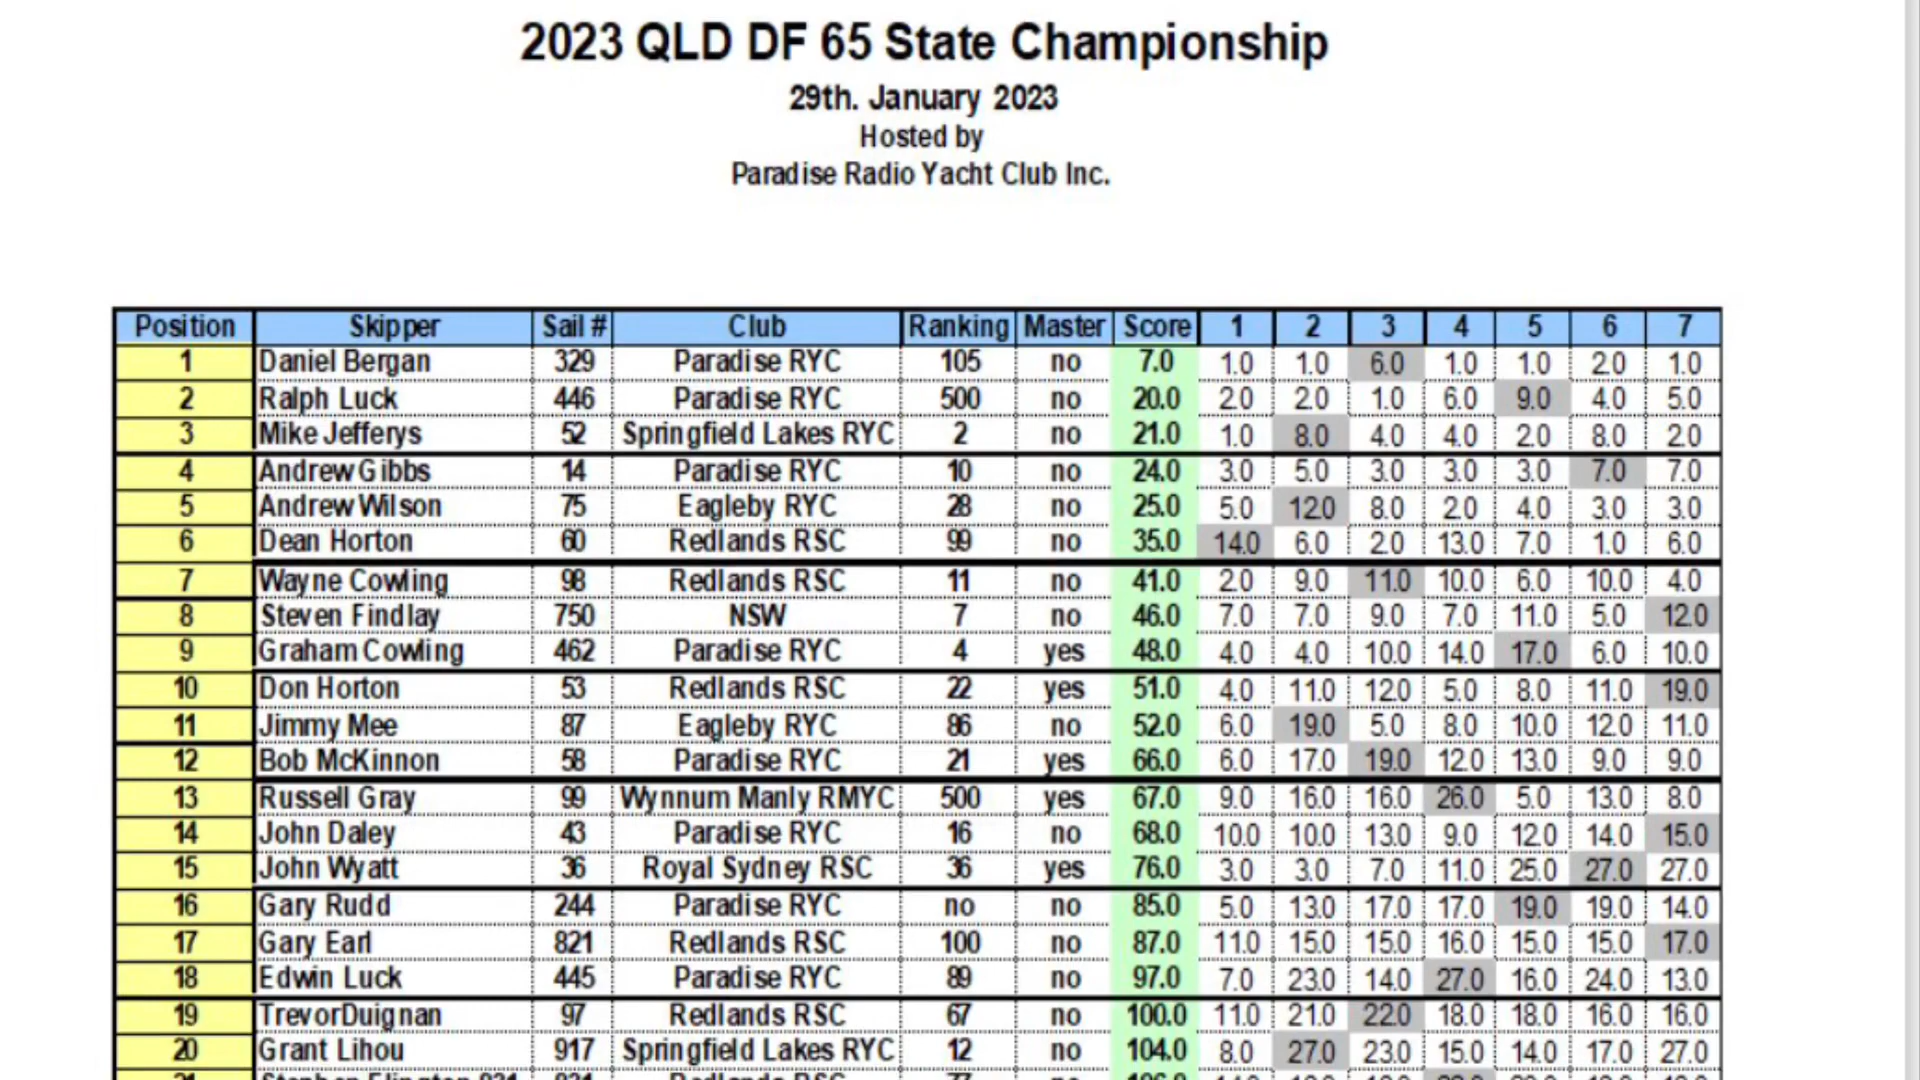 2023 QLD DF 65 State Championship
29th. January 2023
Hosted by
Paradise Radio Yacht Club Inc.
Position Skipper Sail # Club Ranking Master Score 1 2 3 4 5 6 7
1 Daniel Bergan 329 Paradise RYC 105 no 7.0 1.0 1.0 6.0 1.0 1.0 2.0 1.0
2 Ralph Luck 446 Paradise RYC 500 no 20.0 2.0 2.0 1.0 6.0 9.0 4.0 5.0
3 Mike Jefferys 52 Springfield Lakes RYC 2 no 21.0 1.0 8.0 4.0 4.0 2.0 8.0 2.0
4 Andrew Gibbs 14 Paradise RYC 10 no 24.0 3.0 5.0 3.0 3.0 3.0 7.0 7.0
5 Andrew Wilson 75 Eagleby RYC 28 no 25.0 5.0 12.0 8.0 2.0 4.0 3.0 3.0
6 Dean Horton 60 Redlands RSC 99 no 35.0 14.0 6.0 2.0 13.0 7.0 1.0 6.0
7 Wayne Cowling 98 Redlands RSC 11 no 41.0 2.0 9.0 11.0 10.0 6.0 10.0 4.0
8 Steven Findlay 750 NSW 7 no 46.0 7.0 7.0 9.0 7.0 11.0 5.0 12.0
9 Graham Cowling 462 Paradise RYC 4 yes 48.0 4.0 4.0 10.0 14.0 17.0 6.0 10.0
10 Don Horton 53 Redlands RSC 22 yes 51.0 4.0 11.0 12.0 5.0 8.0 11.0 19.0
11 Jimmy Mee 87 Eagleby RYC 86 no 52.0 6.0 19.0 5.0 8.0 10.0 12.0 11.0
12 Bob McKinnon 58 Paradise RYC 21 yes 66.0 6.0 17.0 19.0 12.0 13.0 9.0 9.0
13 Russell Gray 99 Wynnum Manly RMYC 500 yes 67.0 9.0 16.0 16.0 26.0 5.0 13.0 8.0
14 John Daley 43 Paradise RYC 16 no 68.0 10.0 10.0 13.0 9.0 12.0 14.0 15.0
15 John Wyatt 36 Royal Sydney RSC 36 yes 76.0 3.0 3.0 7.0 11.0 25.0 27.0 27.0
16 Gary Rudd 244 Paradise RYC no no 85.0 5.0 13.0 17.0 17.0 19.0 19.0 14.0
17 Gary Earl 821 Redlands RSC 100 no 87.0 11.0 15.0 15.0 16.0 15.0 15.0 17.0
18 Edwin Luck 445 Paradise RYC 89 no 97.0 7.0 23.0 14.0 27.0 16.0 24.0 13.0
19 TrevorDuignan 97 Redlands RSC 67 no 100.0 11.0 21.0 22.0 18.0 18.0 16.0 16.0
20 Grant Lihou 917 Springfield Lakes RYC 12 no 104.0 8.0 27.0 23.0 15.0 14.0 17.0 27.0